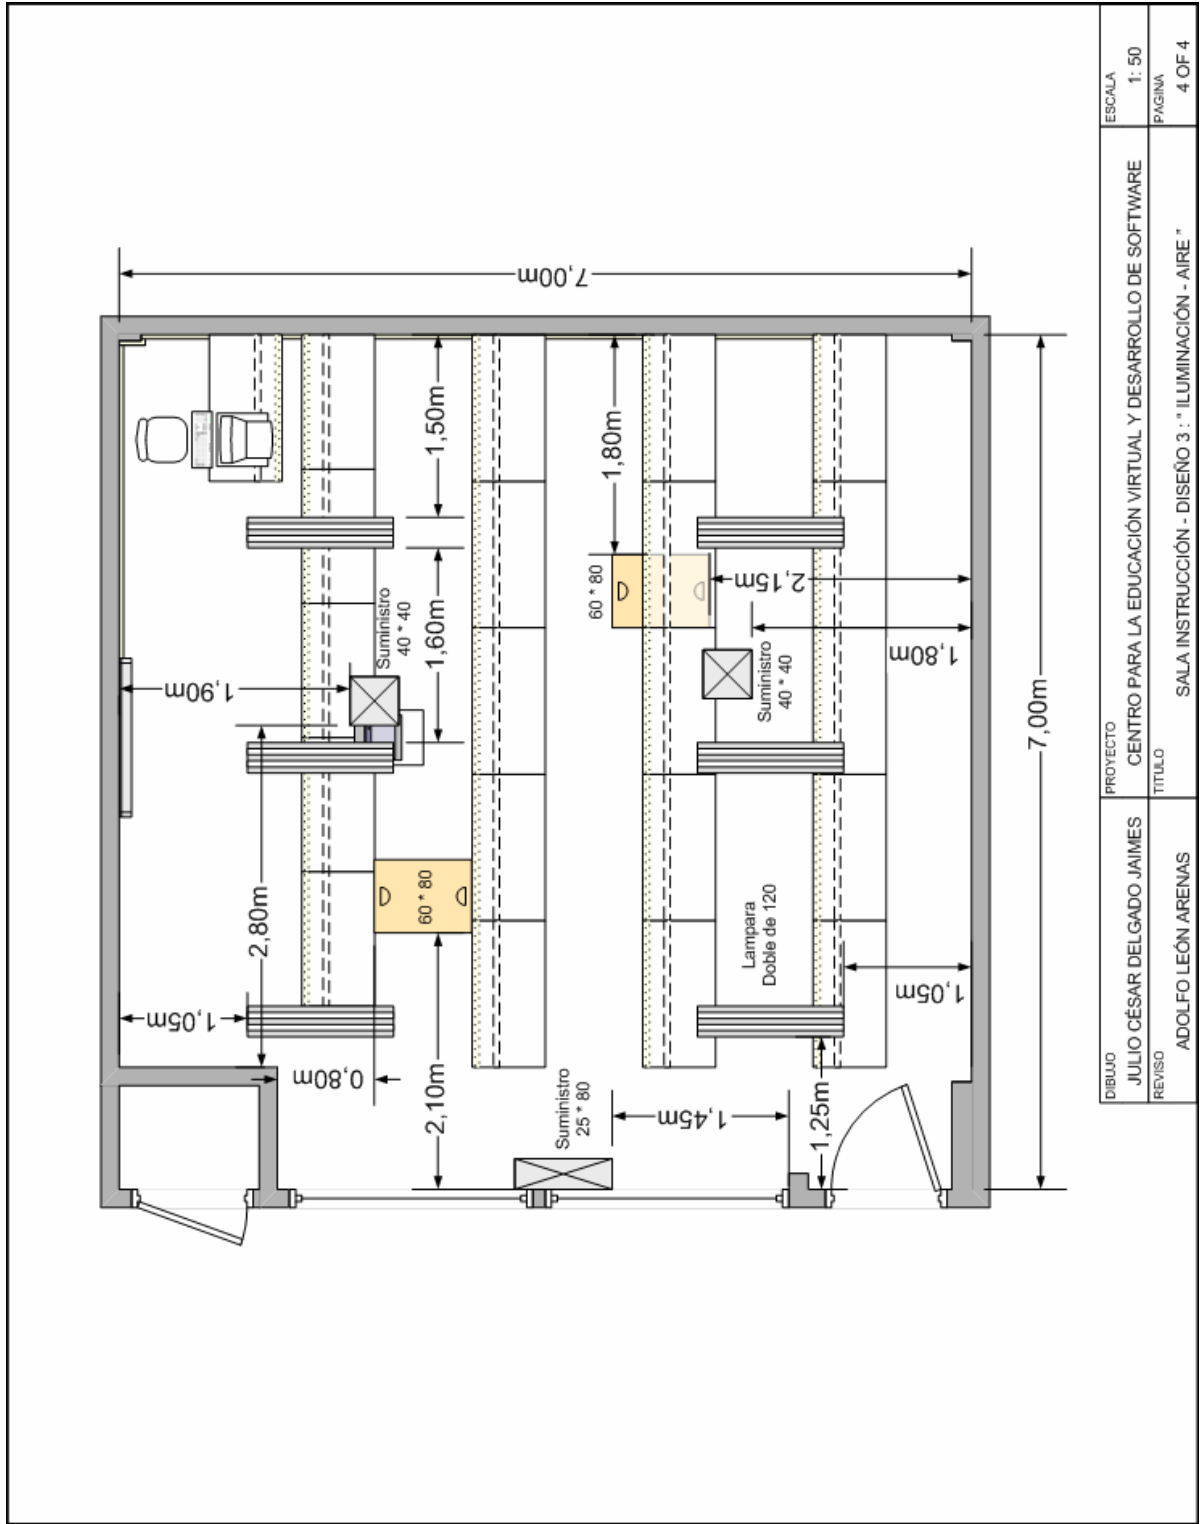 7,00m
1,50m
1,80m
Suministro
40 * 40
1,60m
60 * 80
2,15m
1,90m
Suministro
40 * 40
1,80m
7,00m
2,80m
60 * 80
Lampara
Doble de 120
1,05m
1,05m
0,80m
2,10m
Suministro
25 * 80
1,45m
1,25m
DIBUJO
JULIO CÉSAR DELGADO JAIMES
REVISO
ADOLFO LEÓN ARENAS
PROYECTO
CENTRO PARA LA EDUCACIÓN VIRTUAL Y DESARROLLO DE SOFTWARE
TITULO
SALA INSTRUCCIÓN - DISEÑO 3 : " ILUMINACIÓN - AIRE "
ESCALA
1: 50
PAGINA
4 OF 4